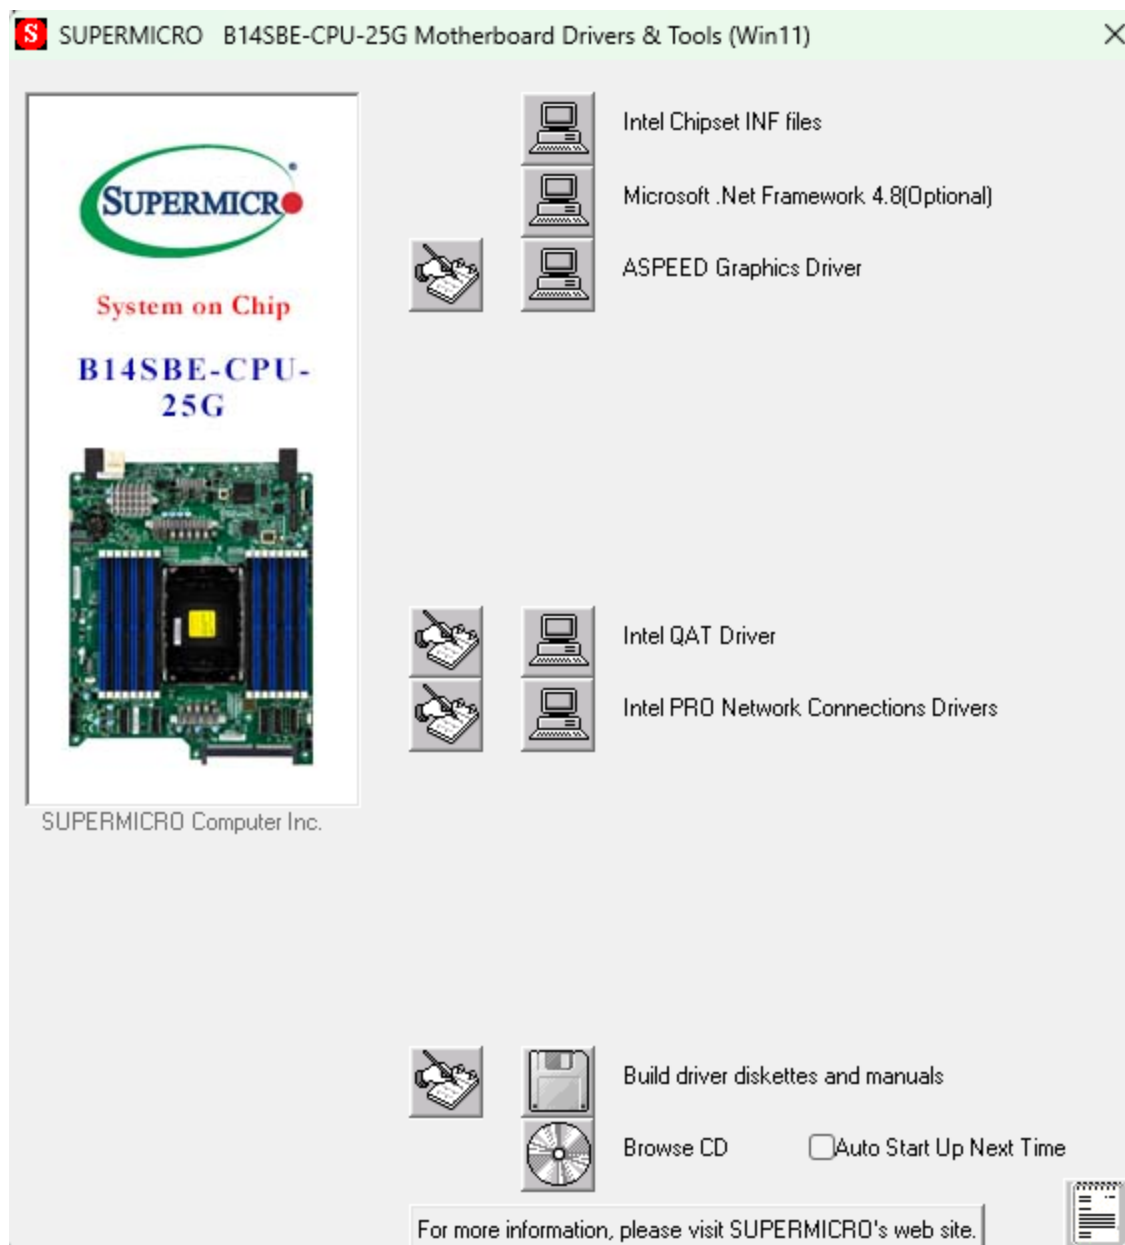 S SUPERMICRO B14SBE-CPU-25G Motherboard Drivers & Tools (Win11)
SUPERMICRO
System on Chip
B14SBE-CPU-
25G
SUPERMICRO Computer Inc.
Intel Chipset INF files
Microsoft .Net Framework 4.8(Optional)
ASPEED Graphics Driver
Intel QAT Driver
Intel PRO Network Connections Drivers
Build driver diskettes and manuals
Browse CD
Auto Start Up Next Time
For more information, please visit SUPERMICRO's web site.